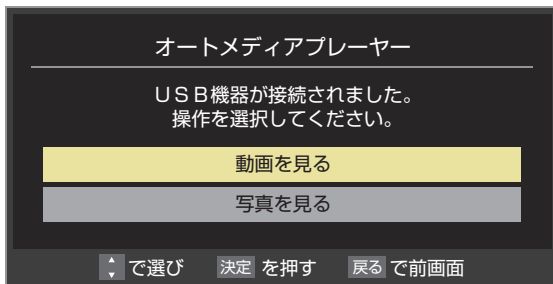 オートメディアプレーヤー
ＵＳＢ機器が接続されました。
操作を選択してください。
動画を見る
写真を見る
で選び 決定 を押す 戻る で前画面